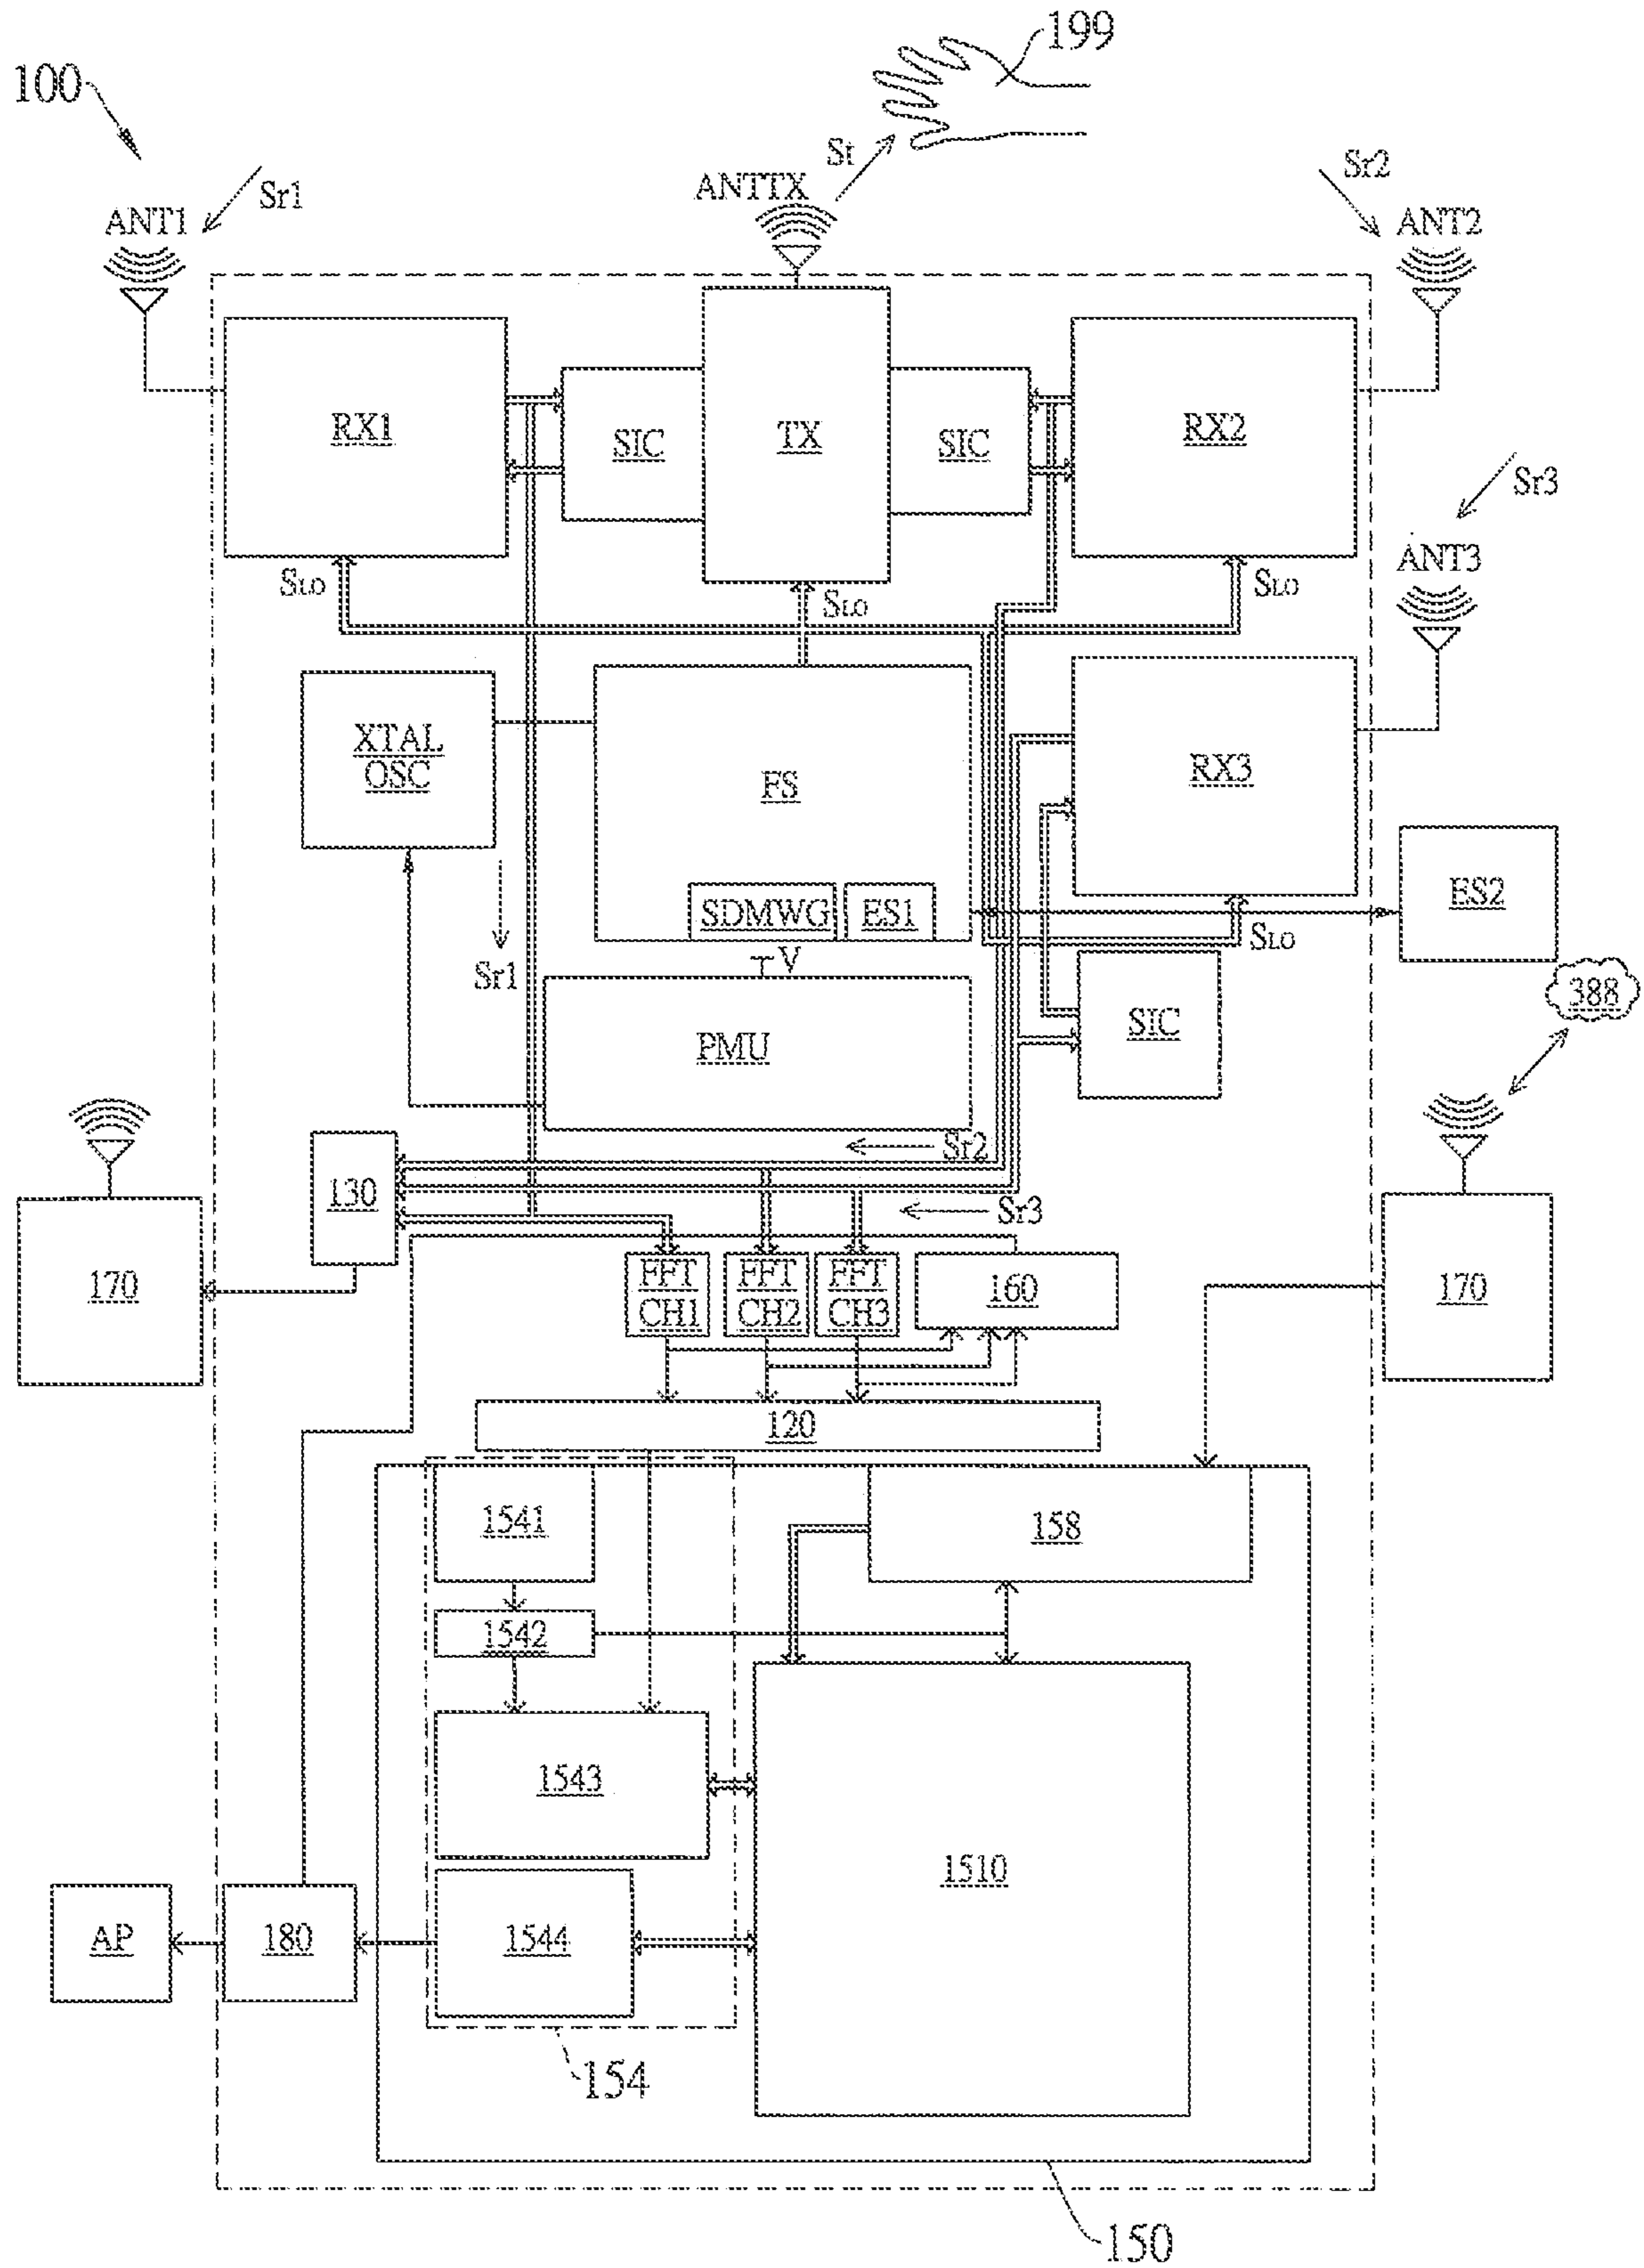 199
100
St
Sr1
ANTTX
Sr2
ANT1
ANT2
RX1
SIC
TX
SIC
RX2
Sr3
ANT3
SLO
SLO
SLO
XTAL
OSC
FS
RX3
SDMWG
ES1
ES2
SLO
V
Sr1
388
PMU
SIC
Sr2
130
Sr3
170
FFT
CH1
FFT
CH2
FFT
CH3
160
170
120
1541
158
1542
1543
1510
AP
180
1544
154
150